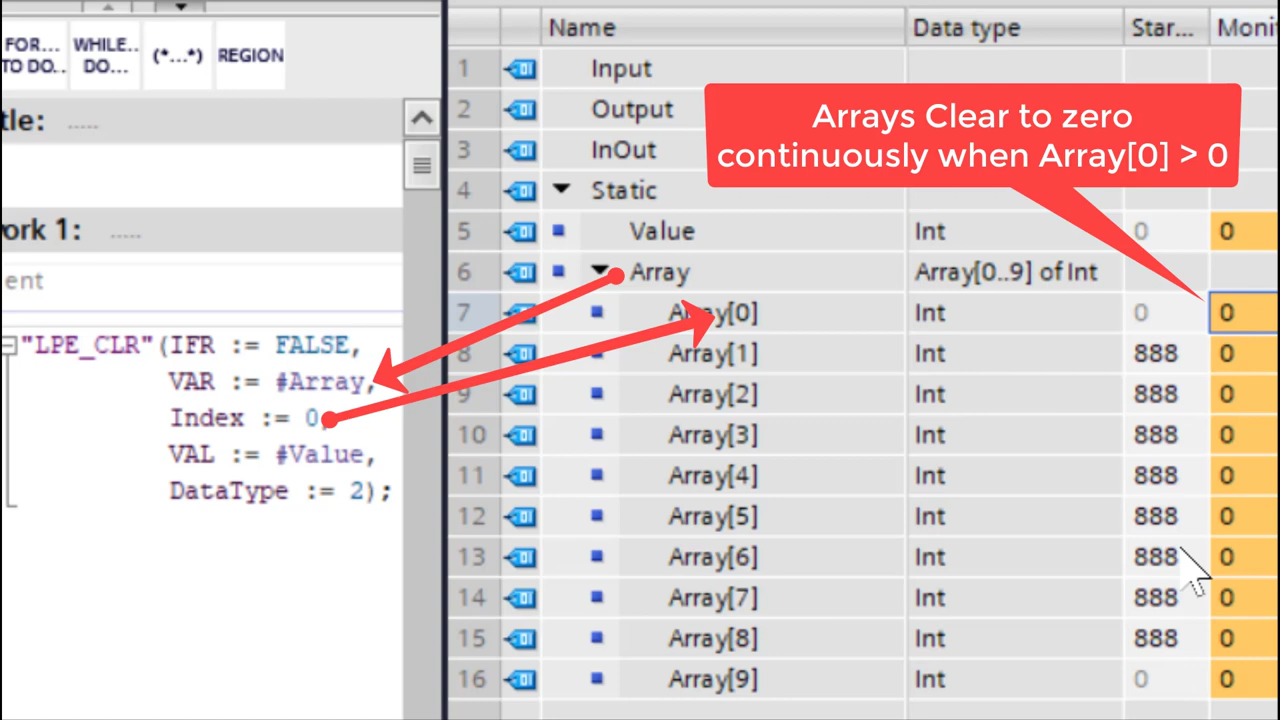 FOR... WHILE.. (*...*) REGION
TO DO.. DO...
tle: .....
work 1: .....
ent
"LPE_CLR"(IFR := FALSE,
VAR := #Array,
Index := 0,
VAL := #Value,
DataType := 2);
Name Data type Star... Monit
1 Input
2 Output
3 InOut
4 Static
5 Value Int 0 0
6 Array Array[0..9] of Int
7 Array[0] Int 0 0
8 Array[1] Int 888 0
9 Array[2] Int 888 0
10 Array[3] Int 888 0
11 Array[4] Int 888 0
12 Array[5] Int 888 0
13 Array[6] Int 888 0
14 Array[7] Int 888 0
15 Array[8] Int 888 0
16 Array[9] Int 0 0
Arrays Clear to zero
continuously when Array[0] > 0